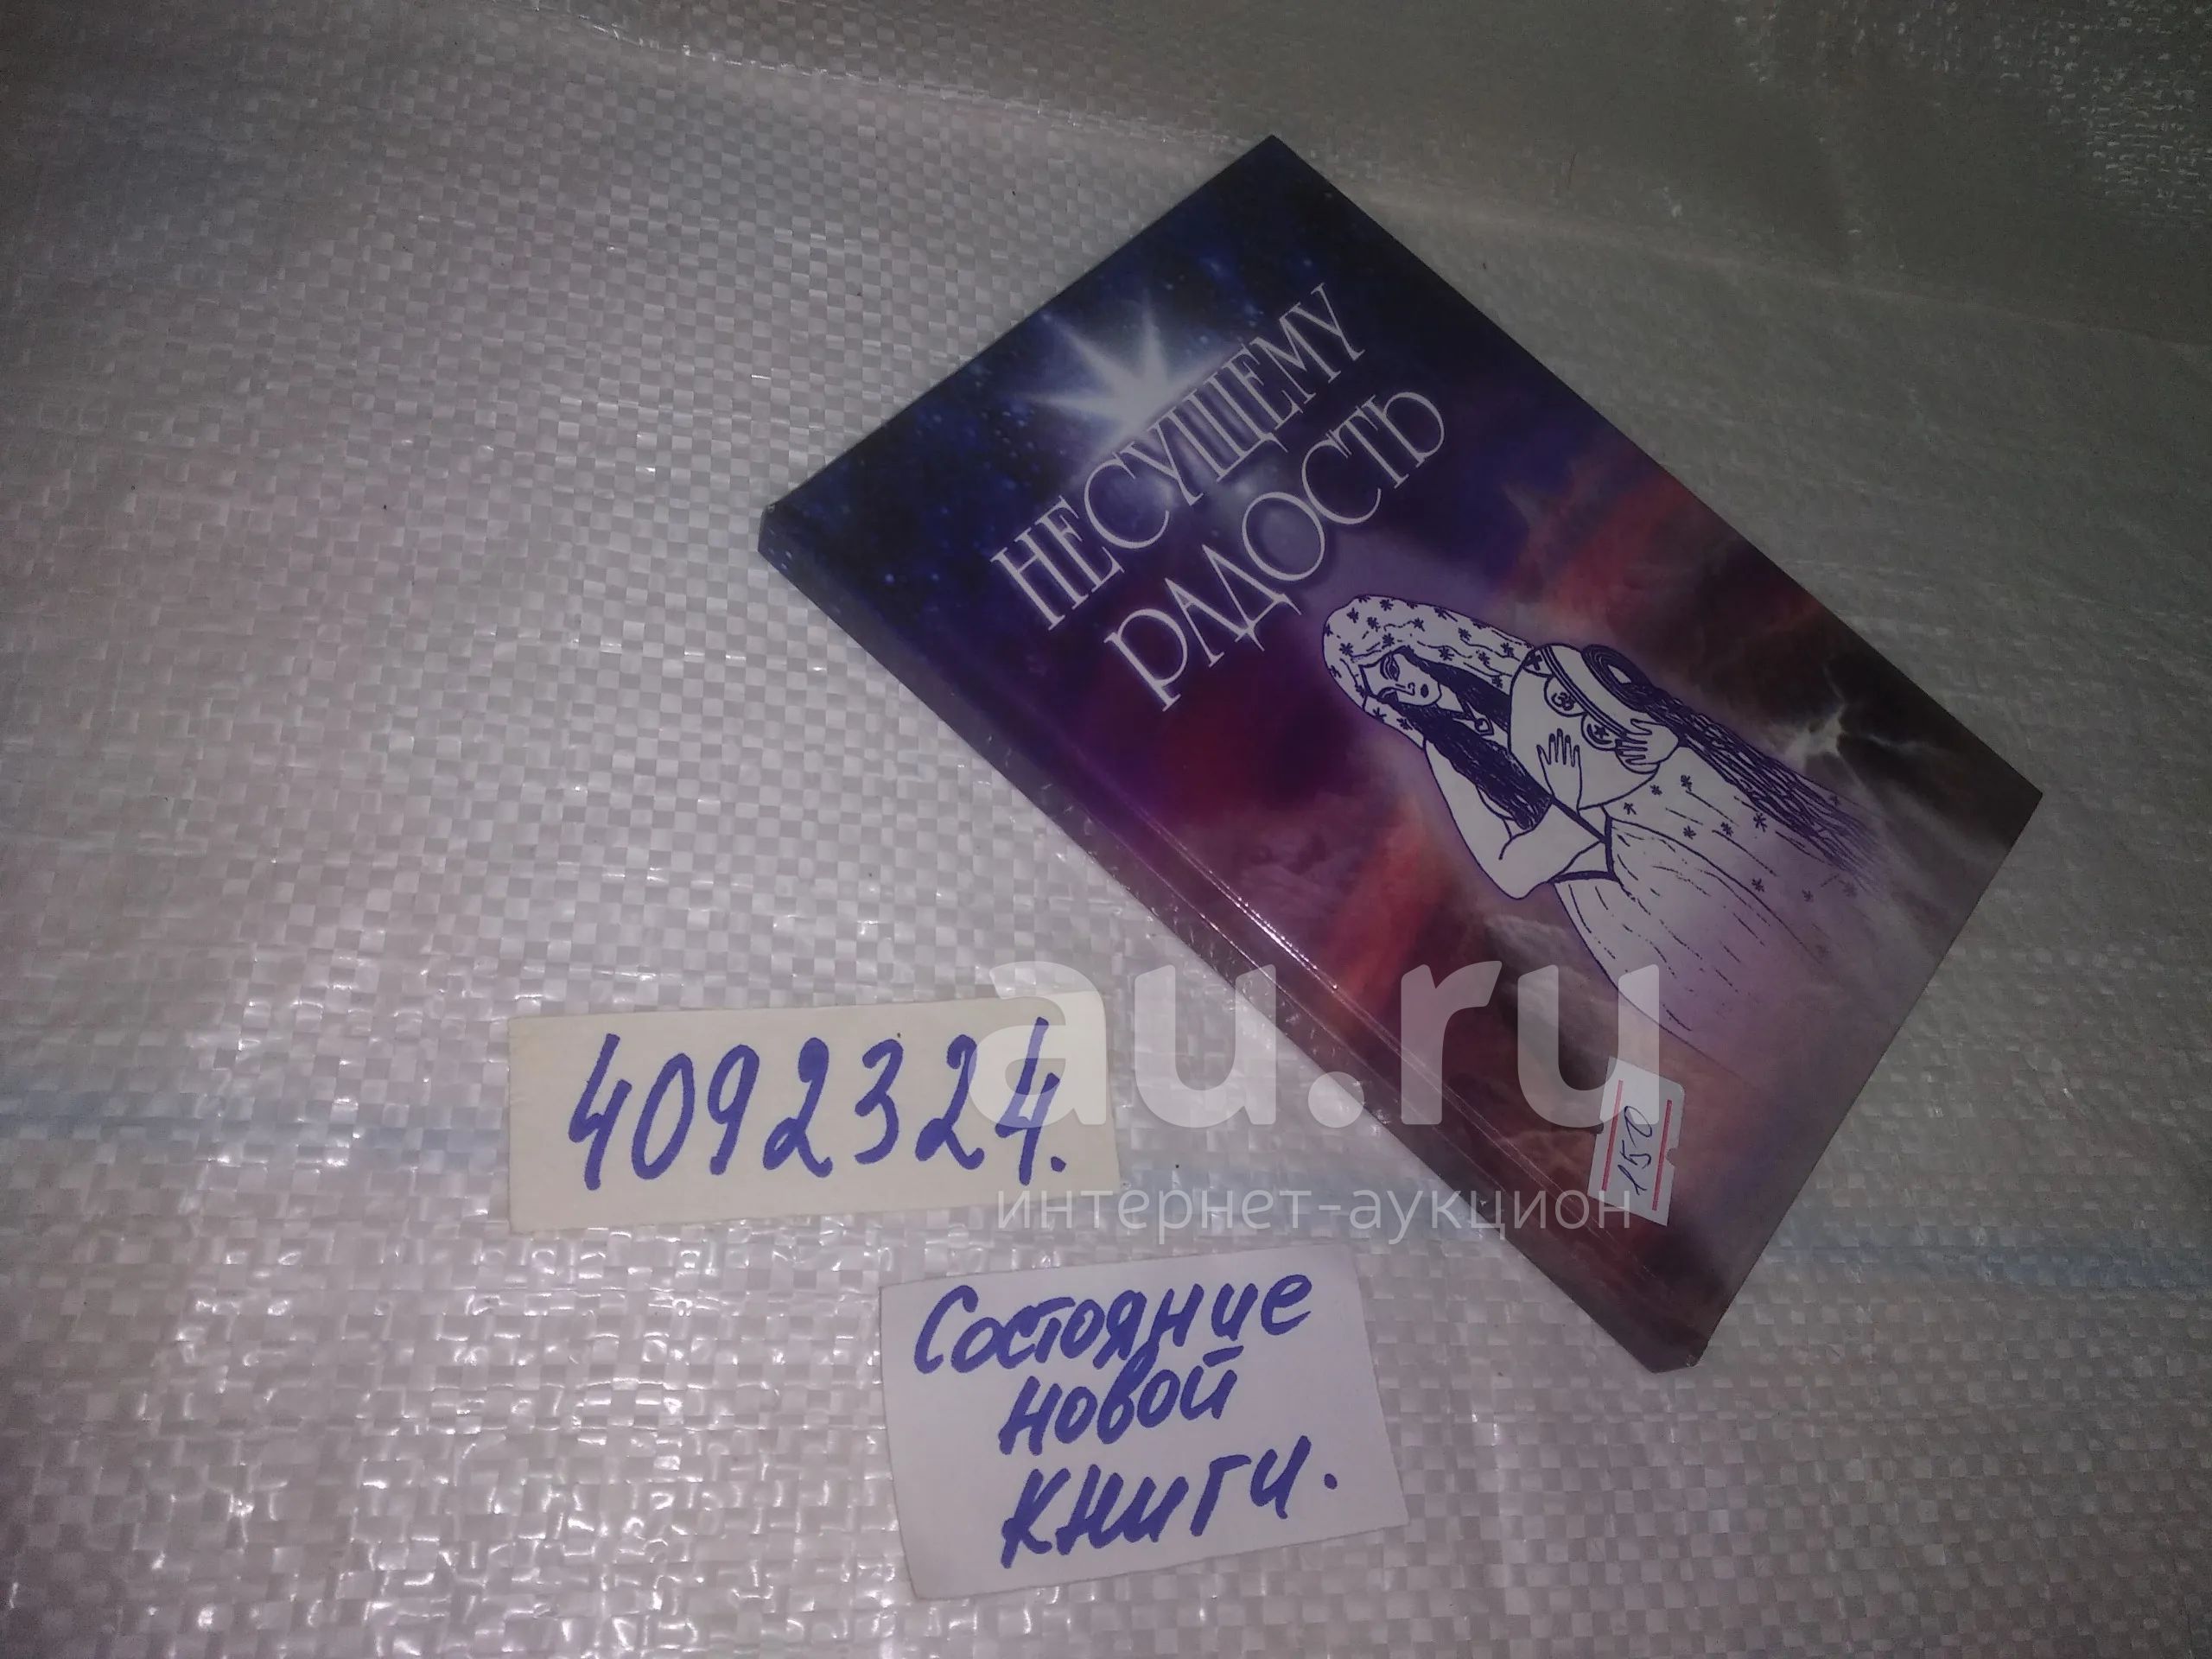 НЕСУЩЕМУ
РАДОСТЬ
150
4092324.
au.ru
интернет-аукцион
Состояние
новой
книги.